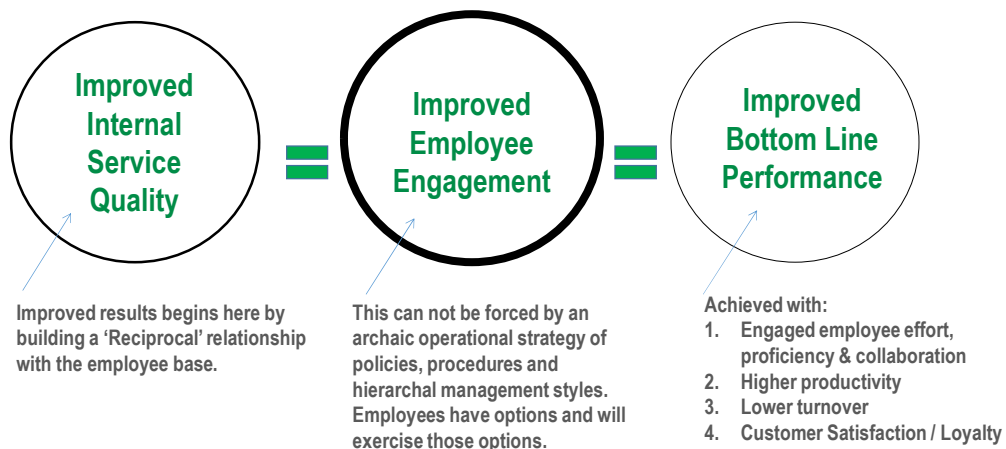 Improved
Internal
Service
Quality
Improved
Employee
Engagement
Improved
Bottom Line
Performance
Improved results begins here by
building a ‘Reciprocal’ relationship
with the employee base.
This can not be forced by an
archaic operational strategy of
policies, procedures and
hierarchal management styles.
Employees have options and will
exercise those options.
Achieved with:
1. Engaged employee effort,
proficiency & collaboration
2. Higher productivity
3. Lower turnover
4. Customer Satisfaction / Loyalty